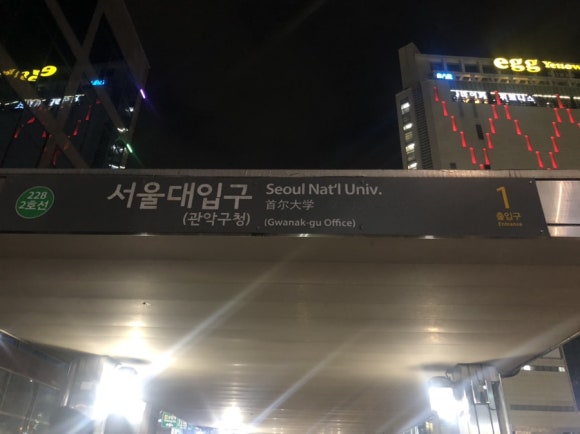 egg Yellow
228
2호선
서울대입구
(관악구청)
Seoul Nat'l Univ.
首尔大学
(Gwanak-gu Office)
1
출입구
Entrance